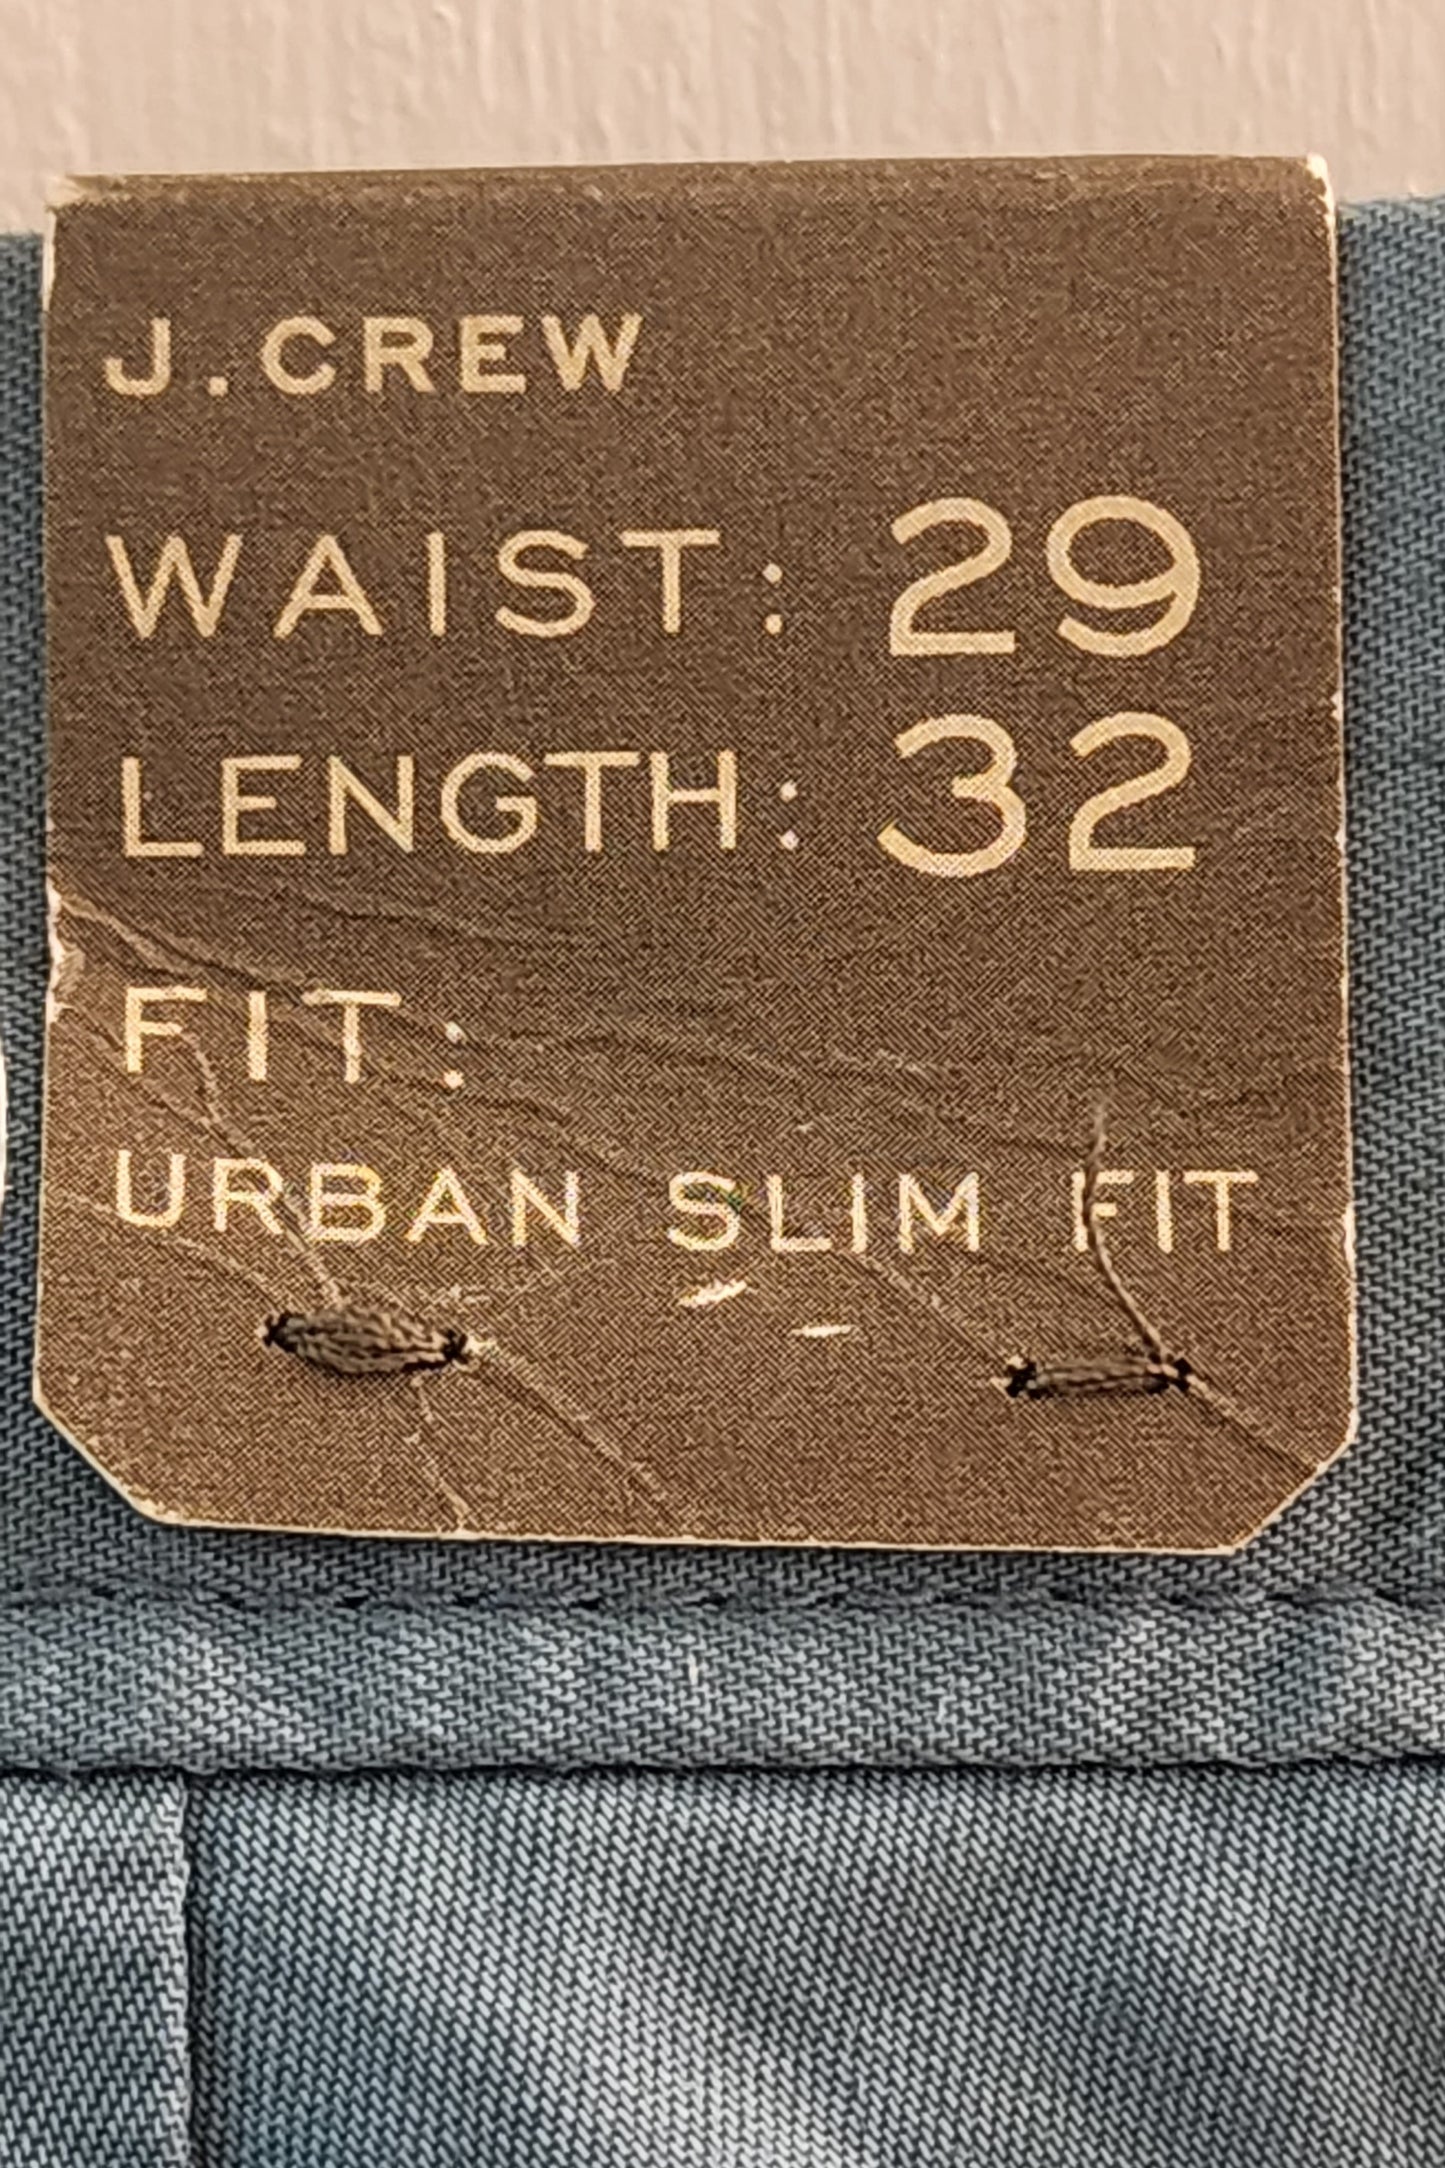 J.CREW
WAIST: 29
LENGTH: 32
FIT:
URBAN SLIM FIT